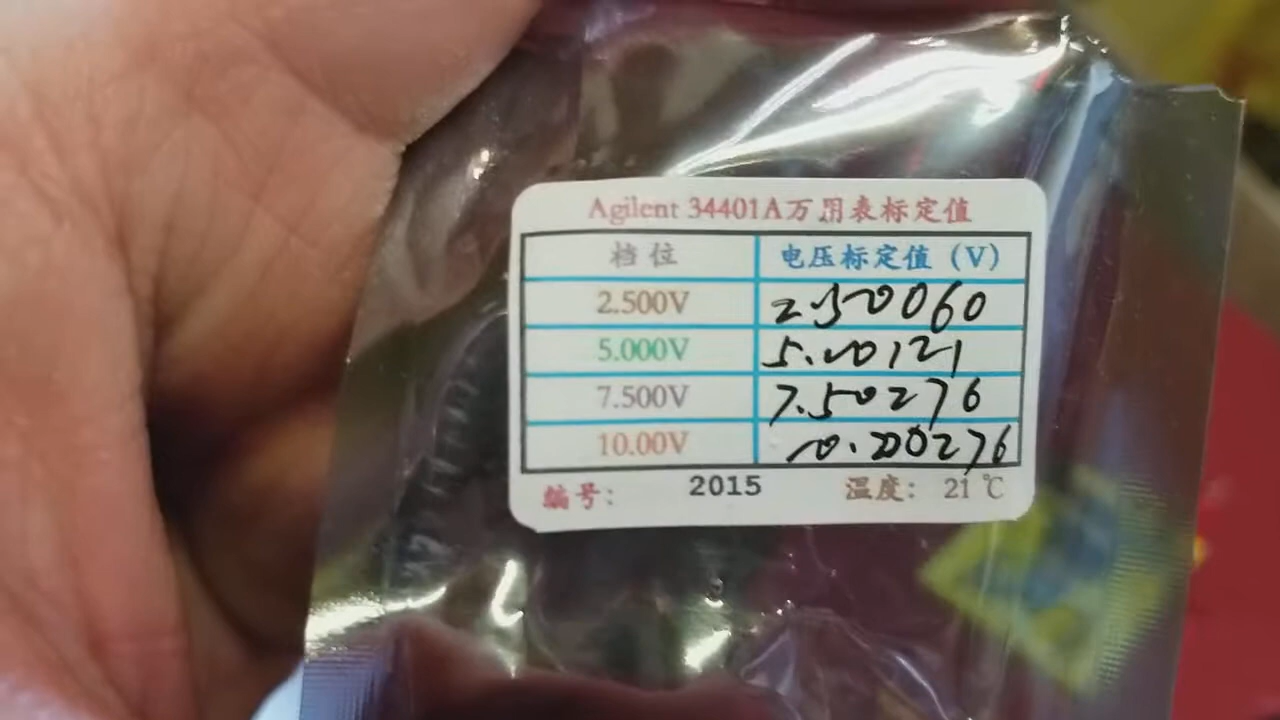 Agilent 34401A万用表标定值
档位 电压标定值（V）
2.500V 2.50060
5.000V 5.00121
7.500V 7.50276
10.00V 10.00276
编号： 2015 温度： 21 ℃